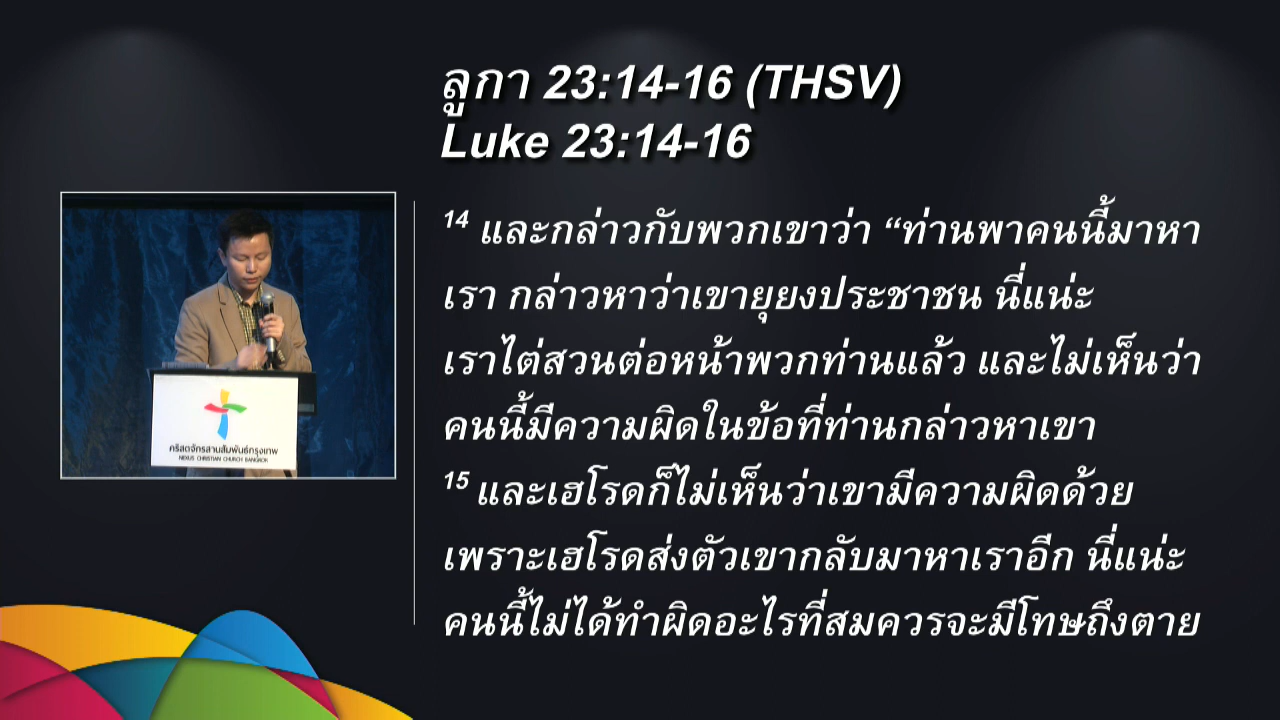 ลูกา 23:14-16 (THSV)
Luke 23:14-16
14 และกล่าวกับพวกเขาว่า “ท่านพาคนนี้มาหา
เรา กล่าวหาว่าเขายุยงประชาชน นี่แน่ะ
เราไต่สวนต่อหน้าพวกท่านแล้ว และไม่เห็นว่า
คนนี้มีความผิดในข้อที่ท่านกล่าวหาเขา
15 และเฮโรดก็ไม่เห็นว่าเขามีความผิดด้วย
เพราะเฮโรดส่งตัวเขากลับมาหาเราอีก นี่แน่ะ
คนนี้ไม่ได้ทำผิดอะไรที่สมควรจะมีโทษถึงตาย
คริสตจักรสานสัมพันธ์กรุงเทพ
NEXUS CHRISTIAN CHURCH BANGKOK